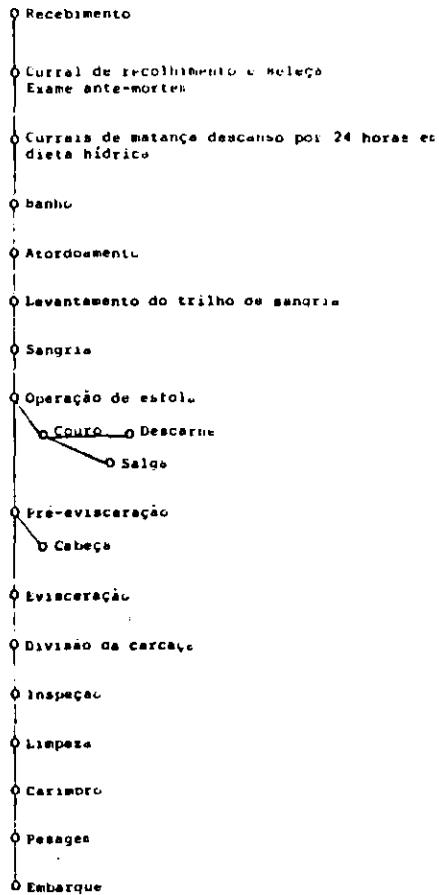 Recebimento
Curral de recolhimento e seleçã
Exame ante-mortem
Currais de matança descanso por 24 horas em
dieta hídrica
banho
Atordoamento
Levantamento do trilho de sangria
Sangria
Operação de esfola
Couro Descarne
Salga
Pré-evisceração
Cabeça
Evisceração
Divisão da carcaça
Inspeção
Limpeza
Carimbro
Pesagem
Embarque